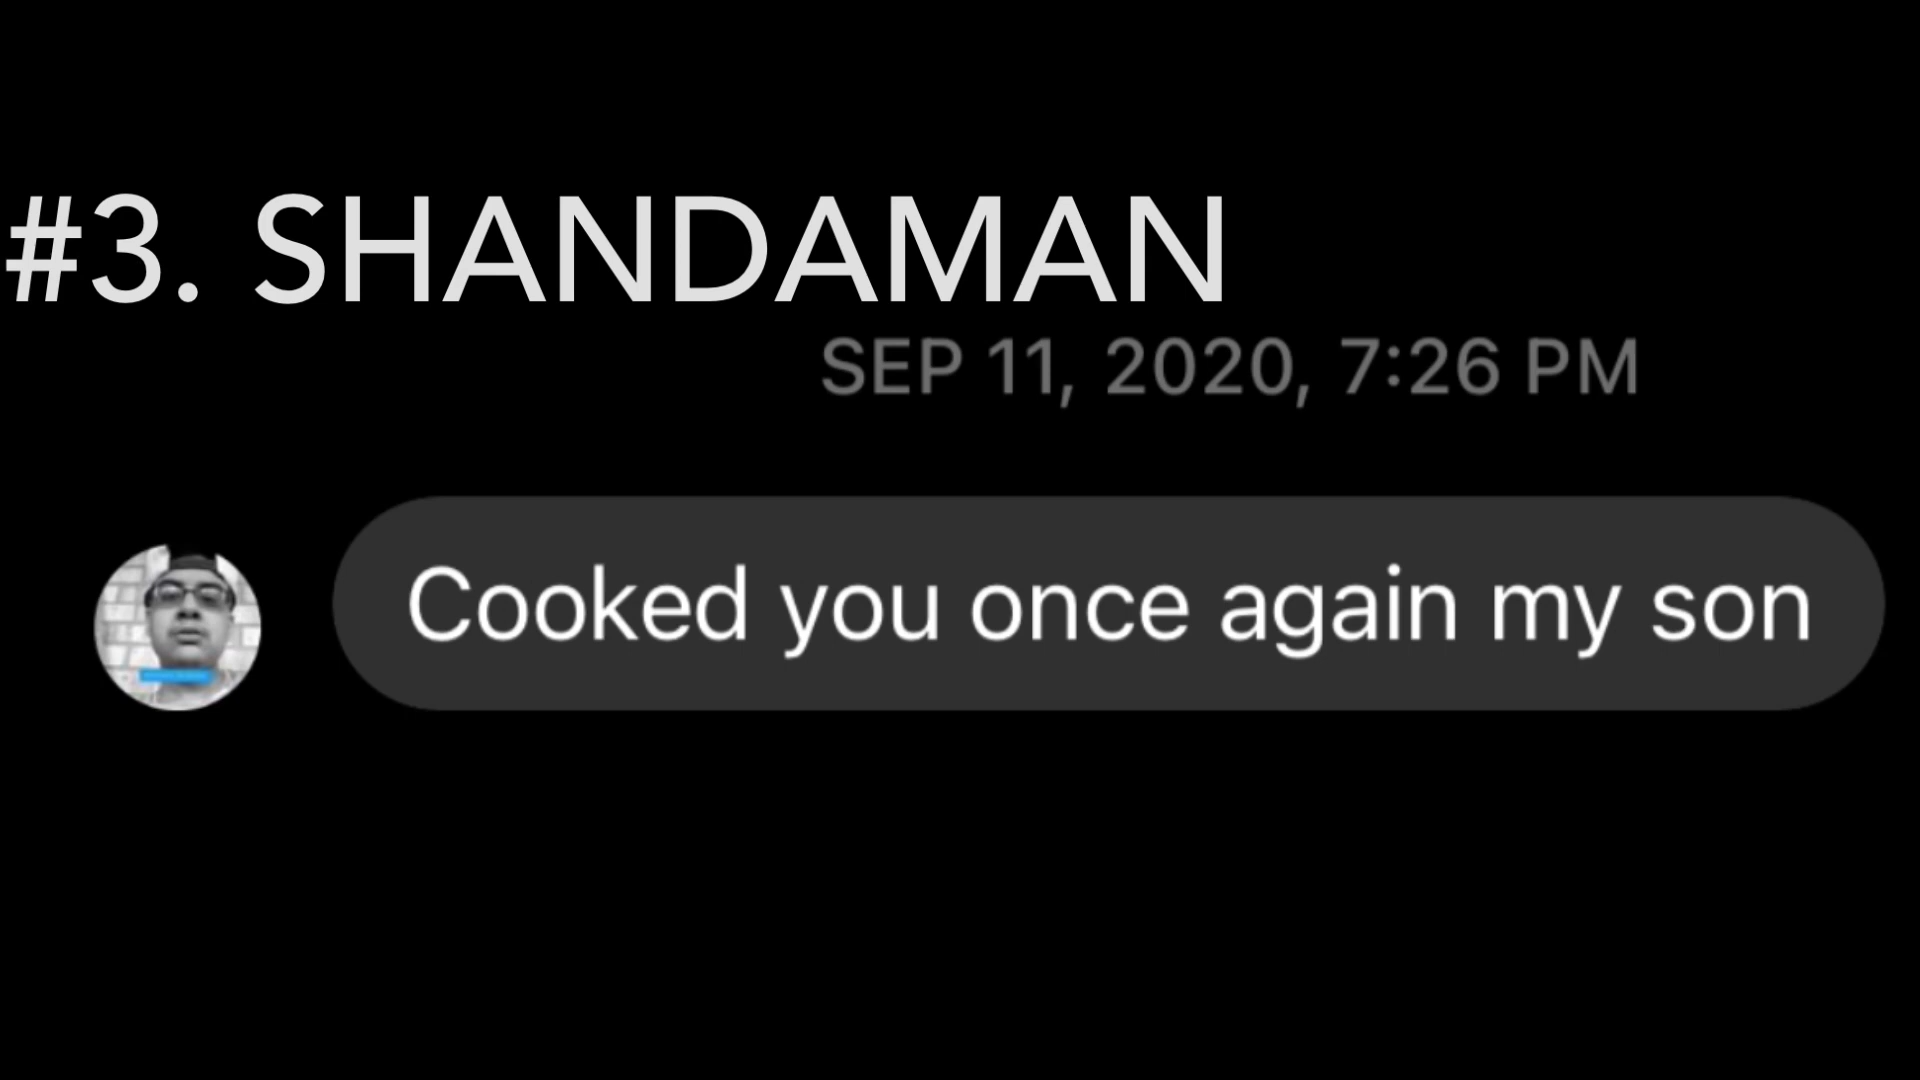 #3. SHANDAMAN
SEP 11, 2020, 7:26 PM
Cooked you once again my son